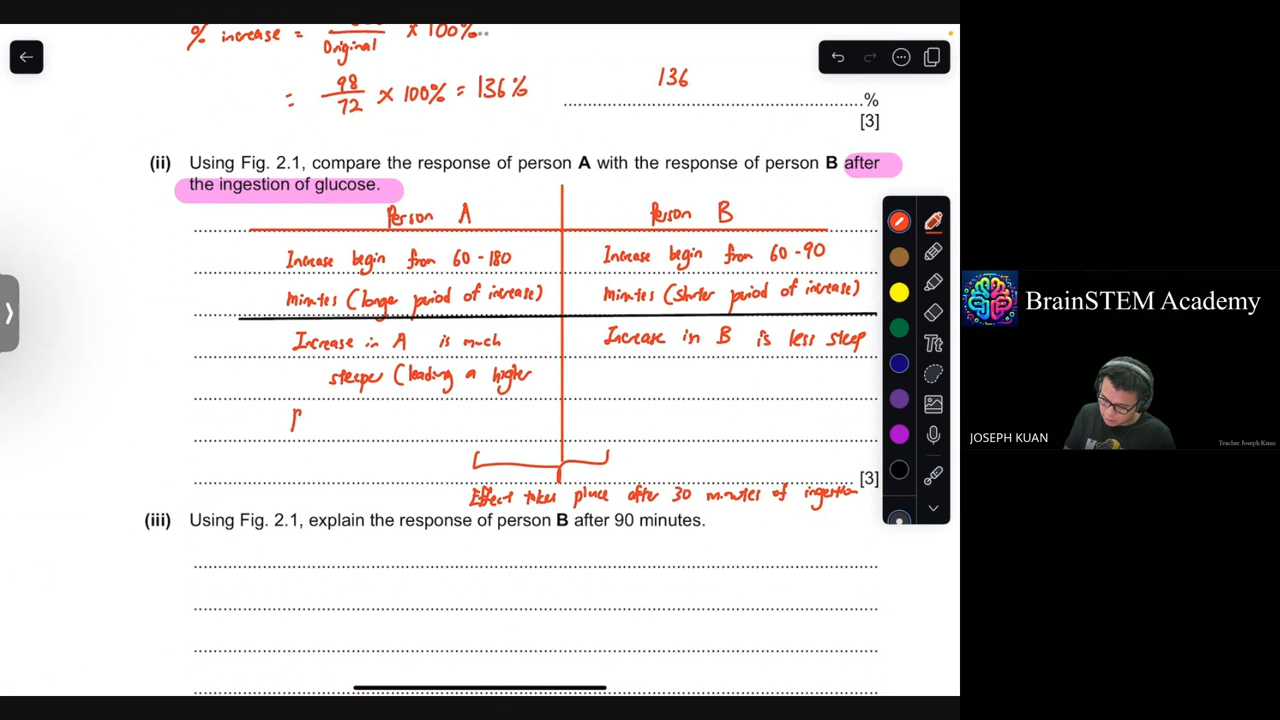 % increase = Original × 100%
= 98/72 × 100% = 136%
136
%
[3]
(ii) Using Fig. 2.1, compare the response of person A with the response of person B after
the ingestion of glucose.
Person A Person B
Increase begin from 60 - 180 Increase begin from 60 - 90
minutes (longer period of increase) minutes (shorter period of increase)
Increase in A is much Increase in B is less steep
steeper (leading a higher
[3]
Effect takes place after 30 minutes of ingestion
(iii) Using Fig. 2.1, explain the response of person B after 90 minutes.
Tt
BrainSTEM Academy
JOSEPH KUAN
Teacher Joseph Kuan